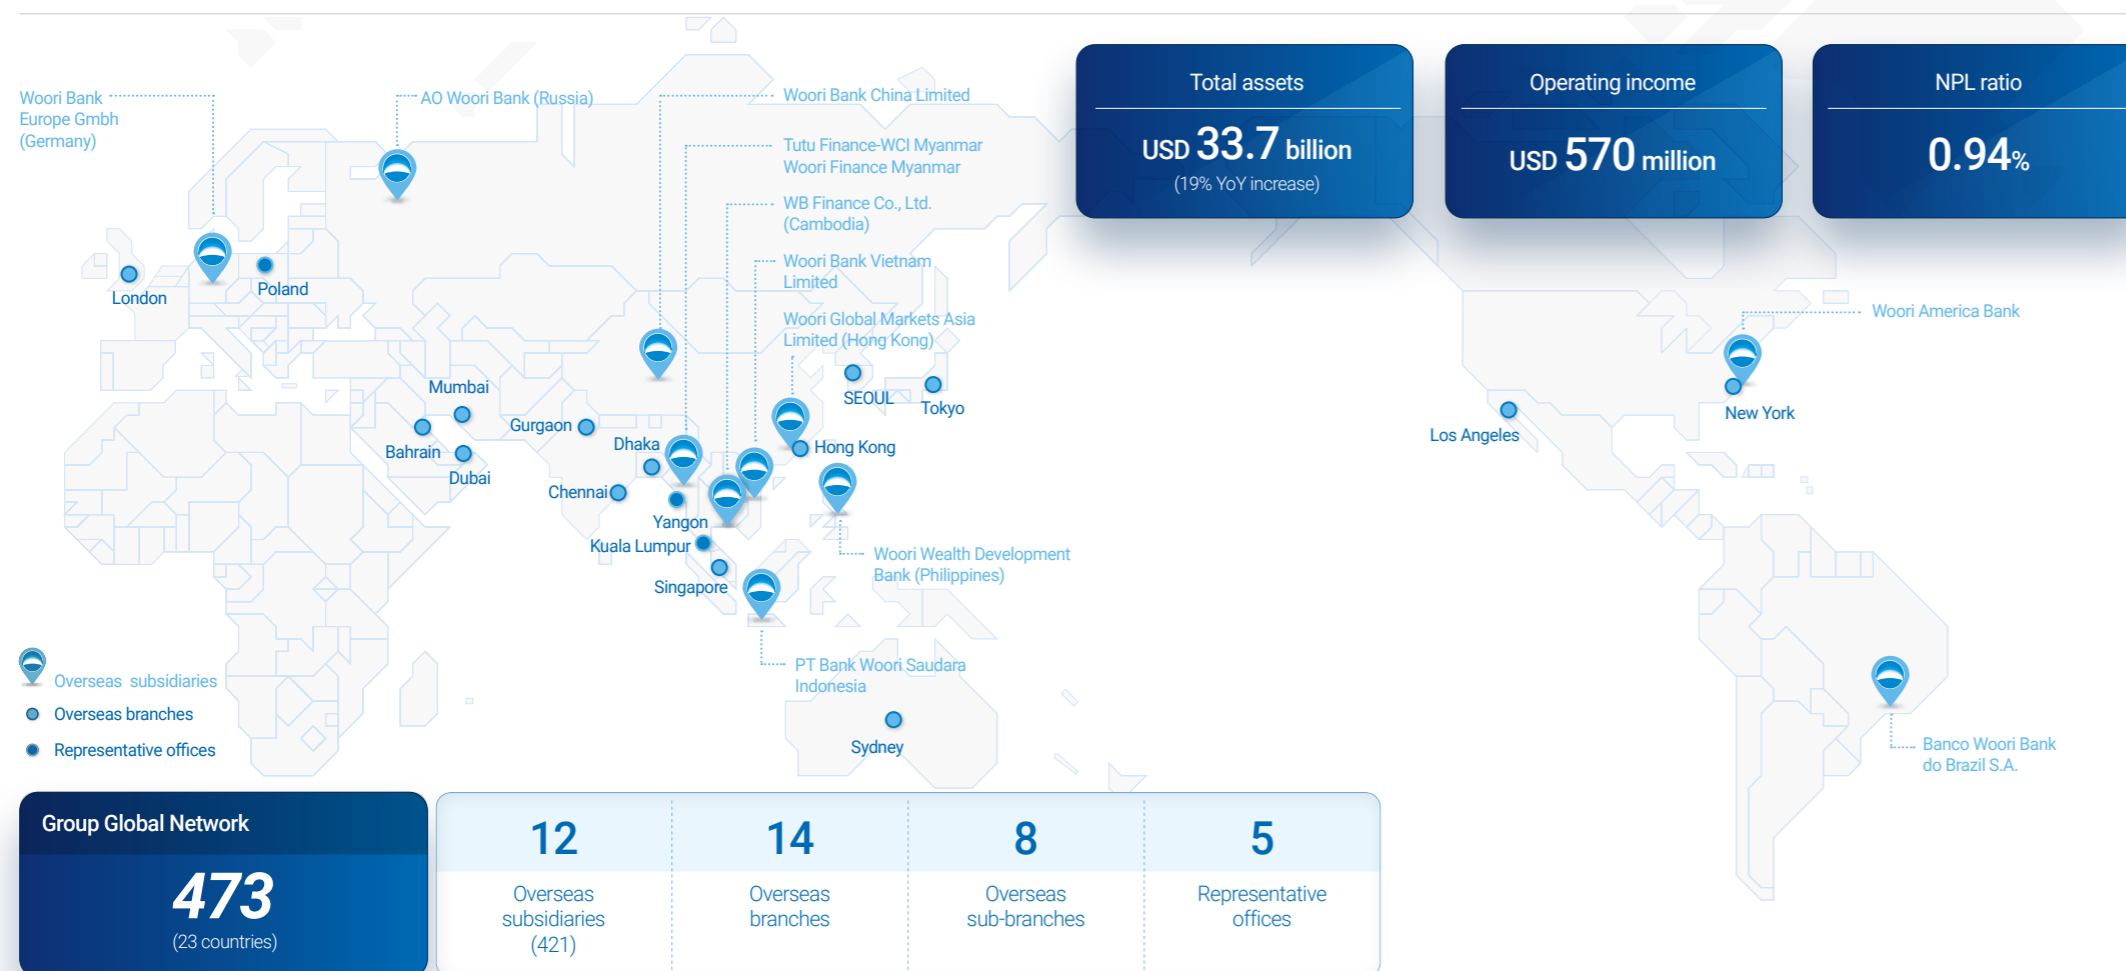 Total assets
USD 33.7 billion
(19% YoY increase)
Operating income
USD 570 million
NPL ratio
0.94%
Woori Bank
Europe Gmbh
(Germany)
AO Woori Bank (Russia)
Woori Bank China Limited
Tutu Finance-WCI Myanmar
Woori Finance Myanmar
WB Finance Co., Ltd.
(Cambodia)
Woori Bank Vietnam
Limited
Woori Global Markets Asia
Limited (Hong Kong)
Woori America Bank
London
Poland
Mumbai
Bahrain
Dubai
Gurgaon
Dhaka
Chennai
Yangon
Kuala Lumpur
Singapore
SEOUL
Tokyo
Hong Kong
Los Angeles
New York
Woori Wealth Development
Bank (Philippines)
PT Bank Woori Saudara
Indonesia
Sydney
Banco Woori Bank
do Brazil S.A.
Overseas subsidiaries
Overseas branches
Representative offices
Group Global Network
473
(23 countries)
12
Overseas
subsidiaries
(421)
14
Overseas
branches
8
Overseas
sub-branches
5
Representative
offices